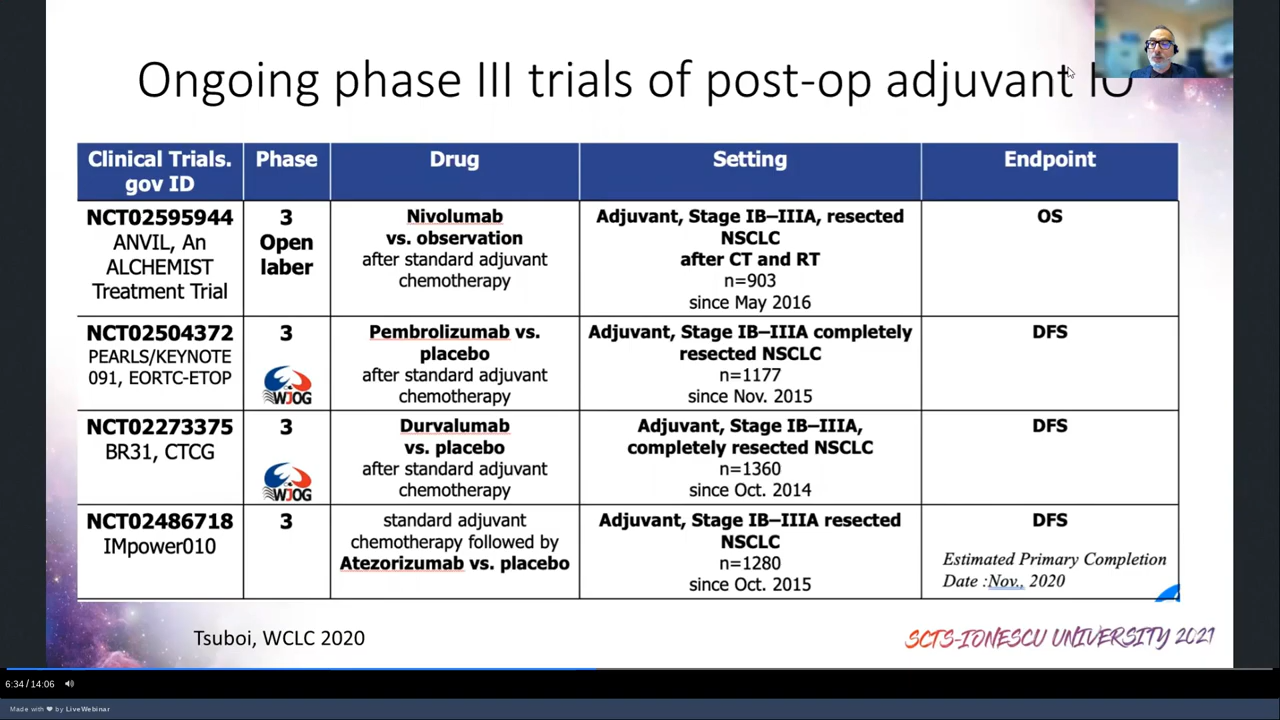 Ongoing phase III trials of post-op adjuvant IO
Clinical Trials.
gov ID
Phase
Drug
Setting
Endpoint
NCT02595944
ANVIL, An
ALCHEMIST
Treatment Trial
3
Open
laber
Nivolumab
vs. observation
after standard adjuvant
chemotherapy
Adjuvant, Stage IB–IIIA, resected
NSCLC
after CT and RT
n=903
since May 2016
OS
NCT02504372
PEARLS/KEYNOTE
091, EORTC-ETOP
3
WJOG
Pembrolizumab vs.
placebo
after standard adjuvant
chemotherapy
Adjuvant, Stage IB–IIIA completely
resected NSCLC
n=1177
since Nov. 2015
DFS
NCT02273375
BR31, CTCG
3
WJOG
Durvalumab
vs. placebo
after standard adjuvant
chemotherapy
Adjuvant, Stage IB–IIIA,
completely resected NSCLC
n=1360
since Oct. 2014
DFS
NCT02486718
IMpower010
3
standard adjuvant
chemotherapy followed by
Atezorizumab vs. placebo
Adjuvant, Stage IB–IIIA resected
NSCLC
n=1280
since Oct. 2015
DFS
Estimated Primary Completion
Date :Nov., 2020
Tsuboi, WCLC 2020
SCTS-IONESCU UNIVERSITY 2021
6:34 / 14:06
Made with ❤ by LiveWebinar